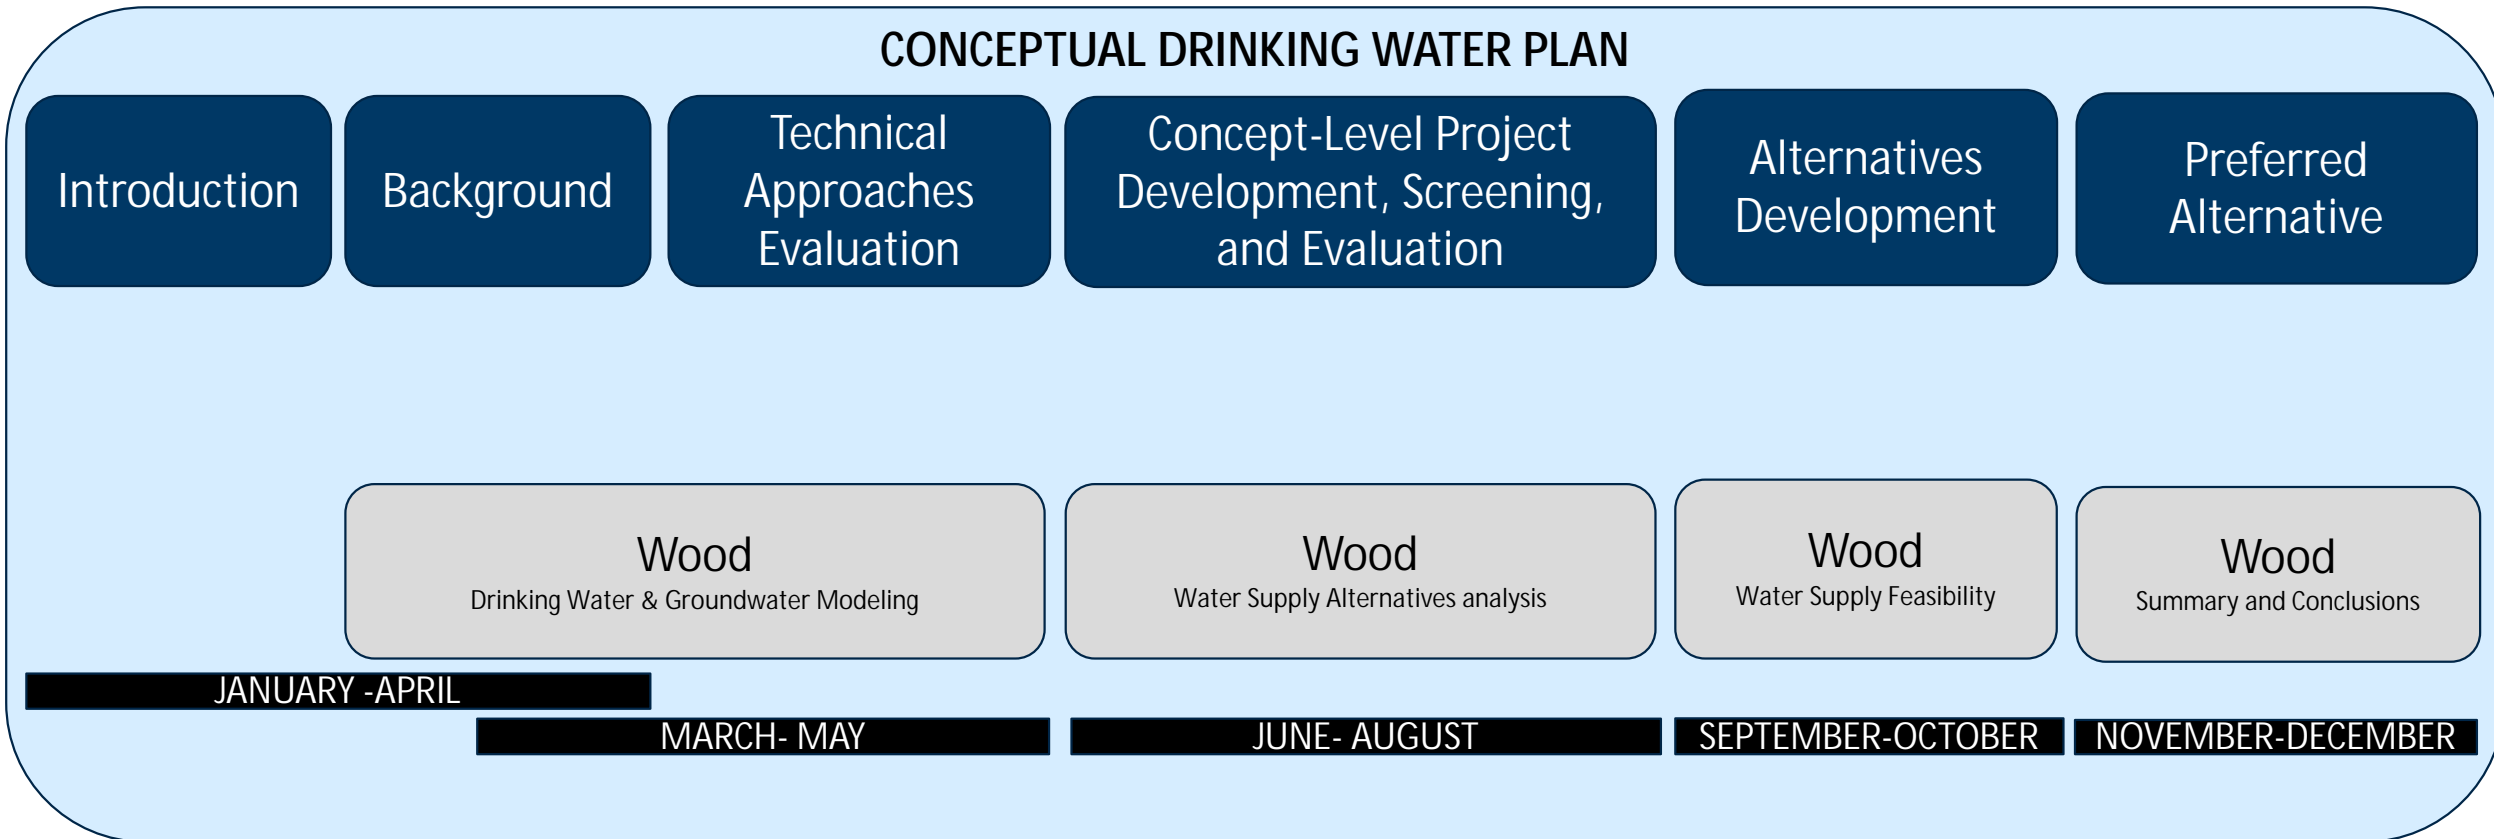 CONCEPTUAL DRINKING WATER PLAN
Introduction
Background
Technical
Approaches
Evaluation
Concept-Level Project
Development, Screening,
and Evaluation
Alternatives
Development
Preferred
Alternative
Wood
Drinking Water & Groundwater Modeling
Wood
Water Supply Alternatives analysis
Wood
Water Supply Feasibility
Wood
Summary and Conclusions
JANUARY -APRIL
MARCH- MAY
JUNE- AUGUST
SEPTEMBER-OCTOBER
NOVEMBER-DECEMBER